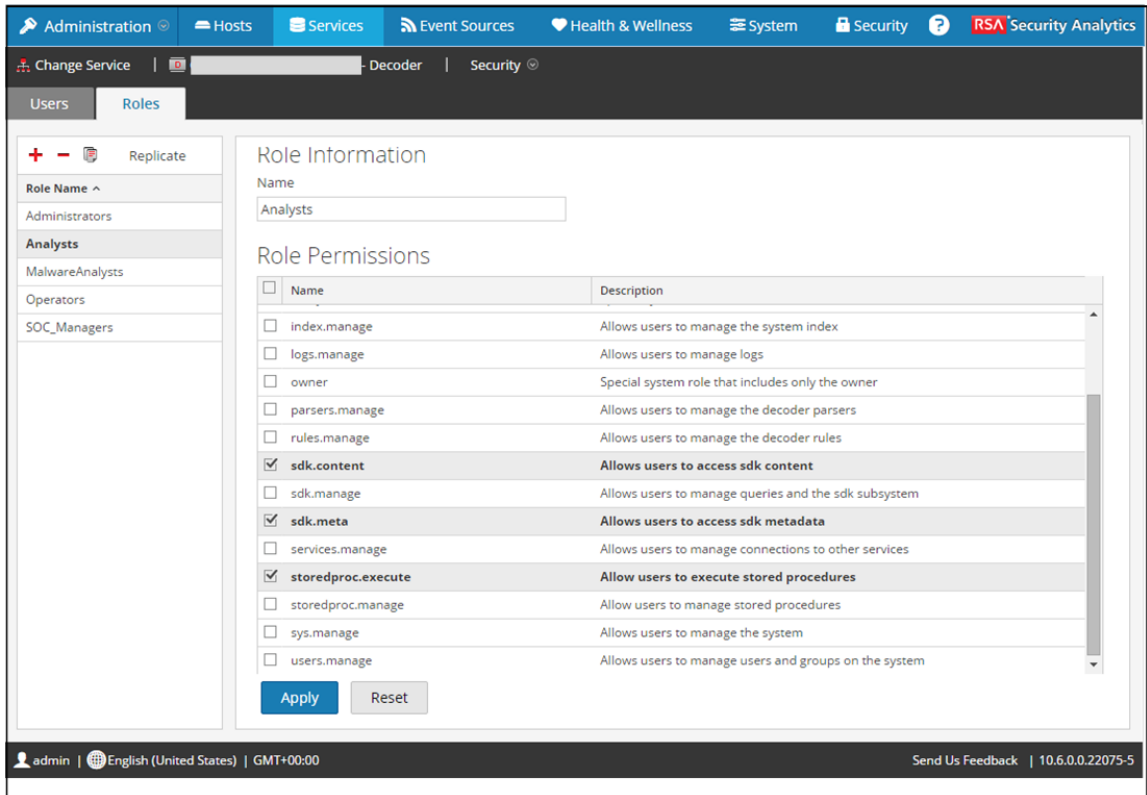 Administration Hosts Services Event Sources Health & Wellness System Security ? RSA Security Analytics
Change Service | - Decoder | Security
Users Roles
Replicate
Role Name
Administrators
Analysts
MalwareAnalysts
Operators
SOC_Managers
Role Information
Name
Analysts
Role Permissions
Name Description
index.manage Allows users to manage the system index
logs.manage Allows users to manage logs
owner Special system role that includes only the owner
parsers.manage Allows users to manage the decoder parsers
rules.manage Allows users to manage the decoder rules
sdk.content Allows users to access sdk content
sdk.manage Allows users to manage queries and the sdk subsystem
sdk.meta Allows users to access sdk metadata
services.manage Allows users to manage connections to other services
storedproc.execute Allow users to execute stored procedures
storedproc.manage Allow users to manage stored procedures
sys.manage Allows users to manage the system
users.manage Allows users to manage users and groups on the system
Apply Reset
admin | English (United States) | GMT+00:00 Send Us Feedback | 10.6.0.0.22075-5